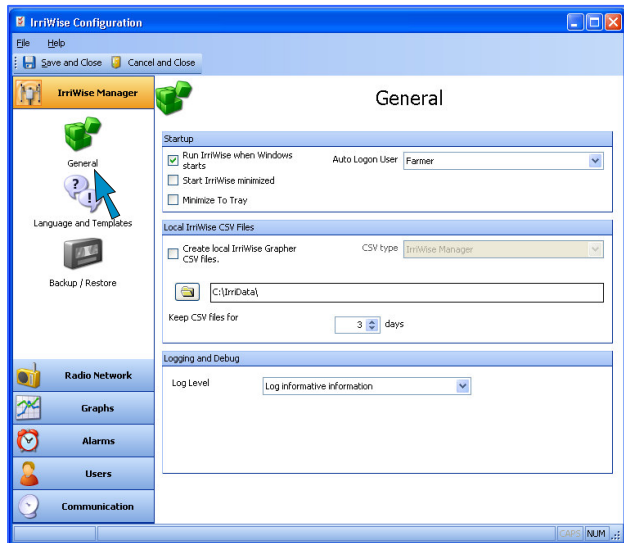 IrriWise Configuration
File Help
Save and Close Cancel and Close
IrriWise Manager
General
Language and Templates
Backup / Restore
Radio Network
Graphs
Alarms
Users
Communication
General
Startup
Run IrriWise when Windows
starts
Auto Logon User Farmer
Start IrriWise minimized
Minimize To Tray
Local IrriWise CSV Files
Create local IrriWise Grapher
CSV files.
CSV type IrriWise Manager
C:\IrriData\
Keep CSV files for 3 days
Logging and Debug
Log Level Log informative information
CAPS NUM